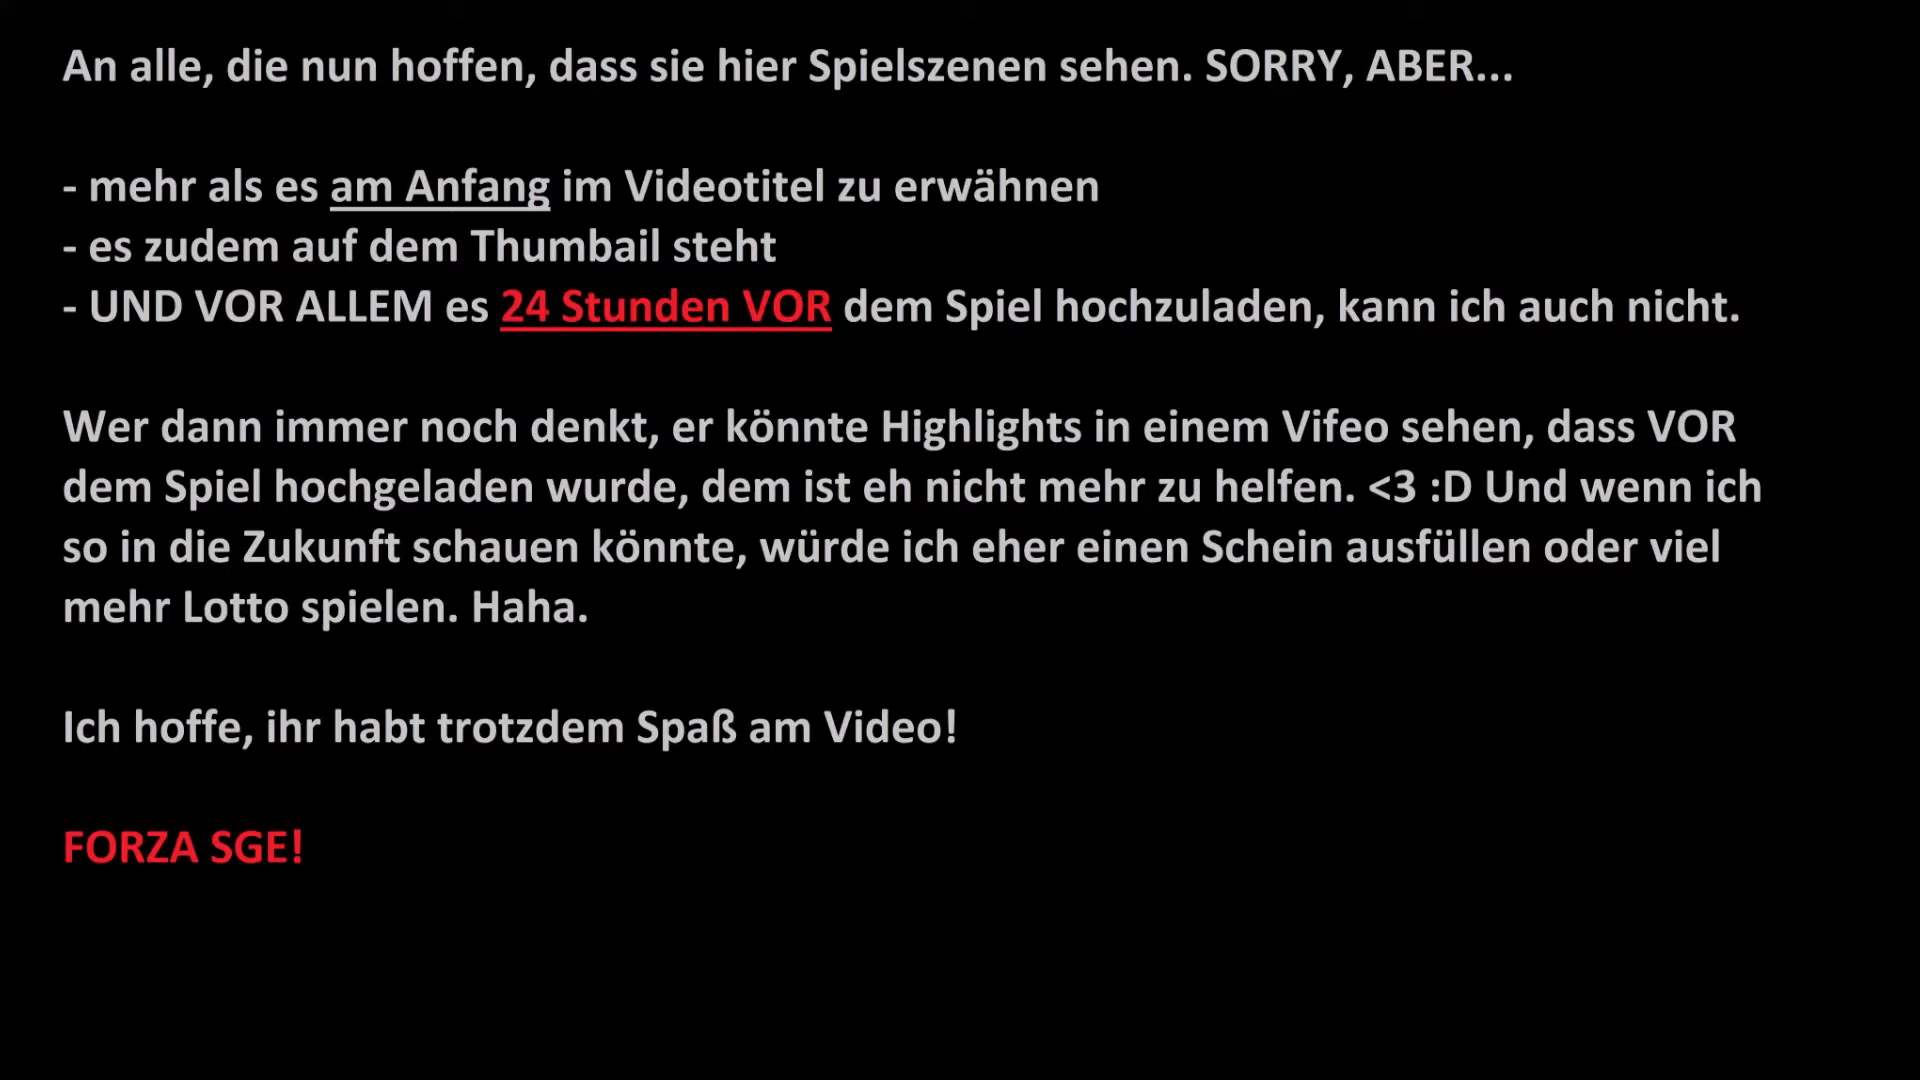 An alle, die nun hoffen, dass sie hier Spielszenen sehen. SORRY, ABER...
- mehr als es am Anfang im Videotitel zu erwähnen
- es zudem auf dem Thumbail steht
- UND VOR ALLEM es 24 Stunden VOR dem Spiel hochzuladen, kann ich auch nicht.
Wer dann immer noch denkt, er könnte Highlights in einem Vifeo sehen, dass VOR
dem Spiel hochgeladen wurde, dem ist eh nicht mehr zu helfen. <3 :D Und wenn ich
so in die Zukunft schauen könnte, würde ich eher einen Schein ausfüllen oder viel
mehr Lotto spielen. Haha.
Ich hoffe, ihr habt trotzdem Spaß am Video!
FORZA SGE!